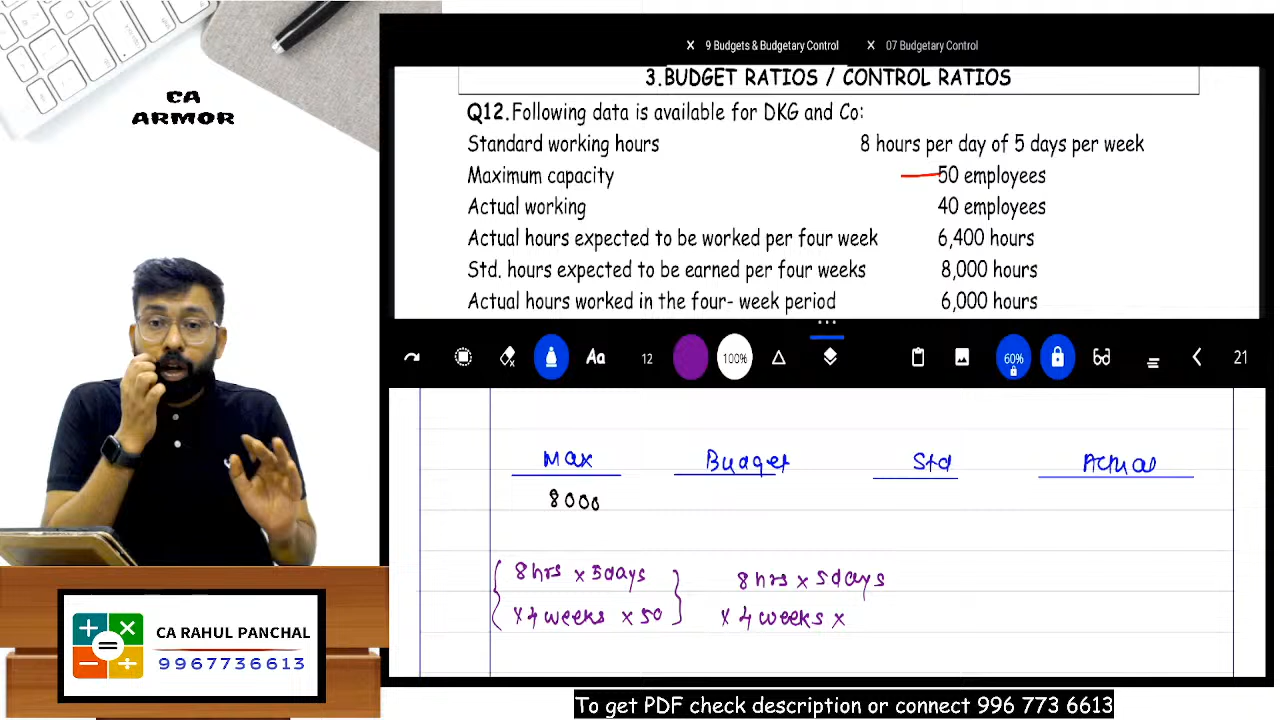 CA
ARMOR
9 Budgets & Budgetary Control
07 Budgetary Control
3.BUDGET RATIOS / CONTROL RATIOS
Q12.Following data is available for DKG and Co:
Standard working hours 8 hours per day of 5 days per week
Maximum capacity 50 employees
Actual working 40 employees
Actual hours expected to be worked per four week 6,400 hours
Std. hours expected to be earned per four weeks 8,000 hours
Actual hours worked in the four- week period 6,000 hours
Aa 12 100% 60% 21
Max Budget Std Actual
8000
8hrs x 5days
x 4 weeks x 50
8hrs x 5days
x 4 weeks x
CA RAHUL PANCHAL
9967736613
To get PDF check description or connect 996 773 6613